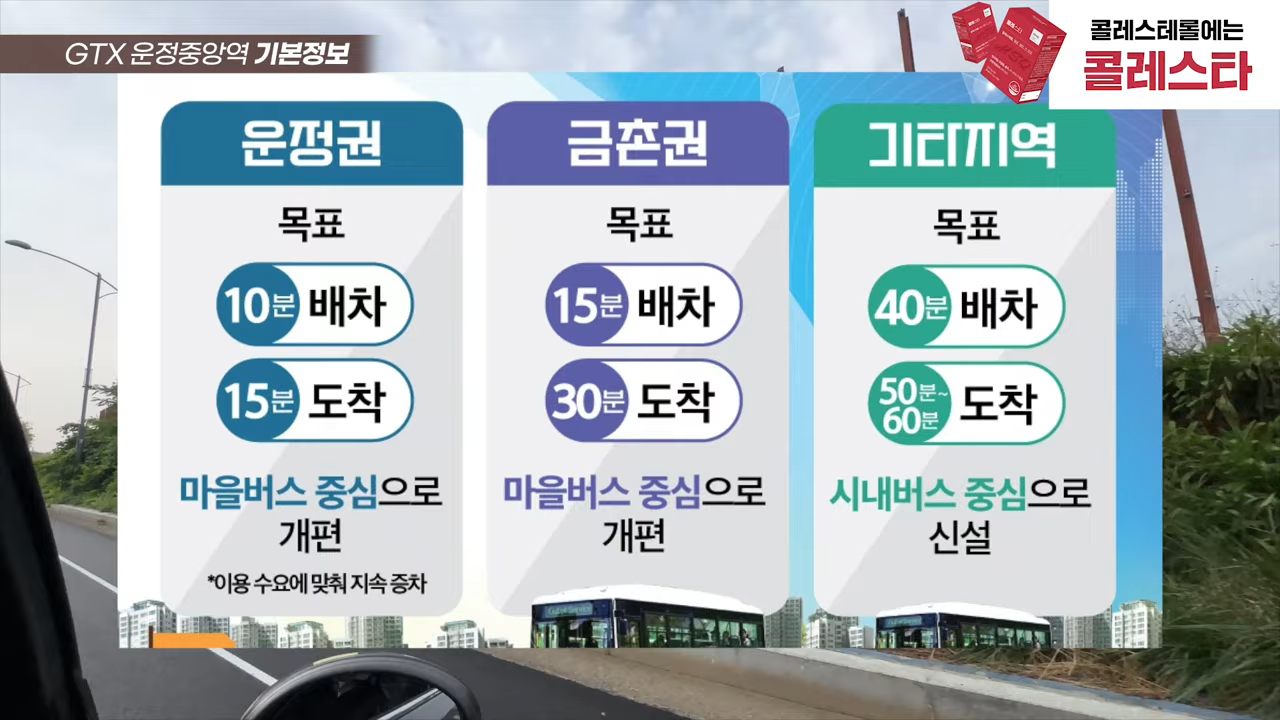 GTX 운정중앙역 기본정보
콜레스테롤에는
콜레스타
운정권
목표
10분 배차
15분 도착
마을버스 중심으로
개편
*이용 수요에 맞춰 지속 증차
금촌권
목표
15분 배차
30분 도착
마을버스 중심으로
개편
기타지역
목표
40분 배차
50분~
60분 도착
시내버스 중심으로
신설